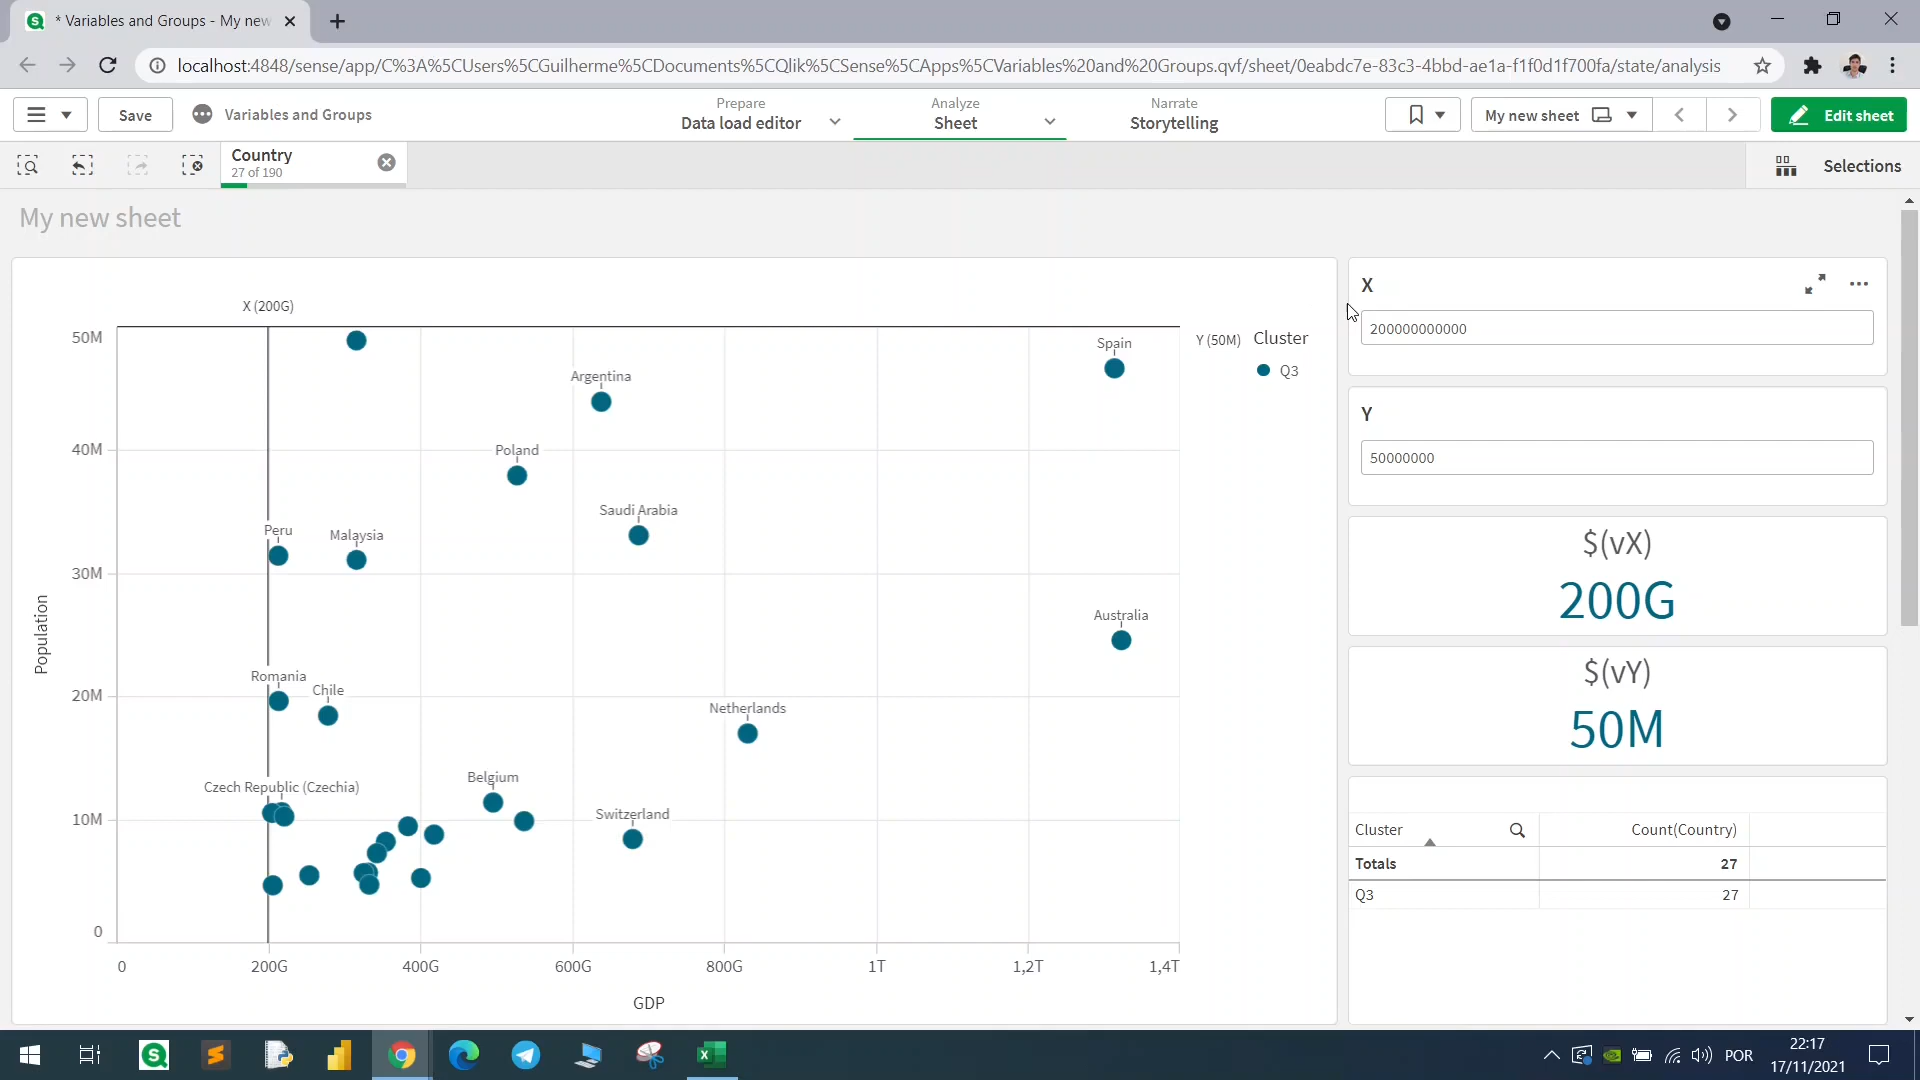 * Variables and Groups - My new
localhost:4848/sense/app/C%3A%5CUsers%5CGuilherme%5CDocuments%5CQlik%5CSense%5CApps%5CVariables%20and%20Groups.qvf/sheet/0eabdc7e-83c3-4bbd-ae1a-f1f0d1f700fa/state/analysis
Save
Variables and Groups
Prepare
Data load editor
Analyze
Sheet
Narrate
Storytelling
My new sheet
Edit sheet
Country
27 of 190
Selections
My new sheet
X (200G)
50M
40M
30M
20M
10M
0
Population
Spain
Argentina
Poland
Saudi Arabia
Peru
Malaysia
Australia
Romania
Chile
Netherlands
Belgium
Czech Republic (Czechia)
Switzerland
0
200G
400G
600G
800G
1T
1,2T
1,4T
GDP
Y (50M)
Cluster
Q3
X
200000000000
Y
50000000
$(vX)
200G
$(vY)
50M
Cluster
Count(Country)
Totals
27
Q3
27
POR
22:17
17/11/2021